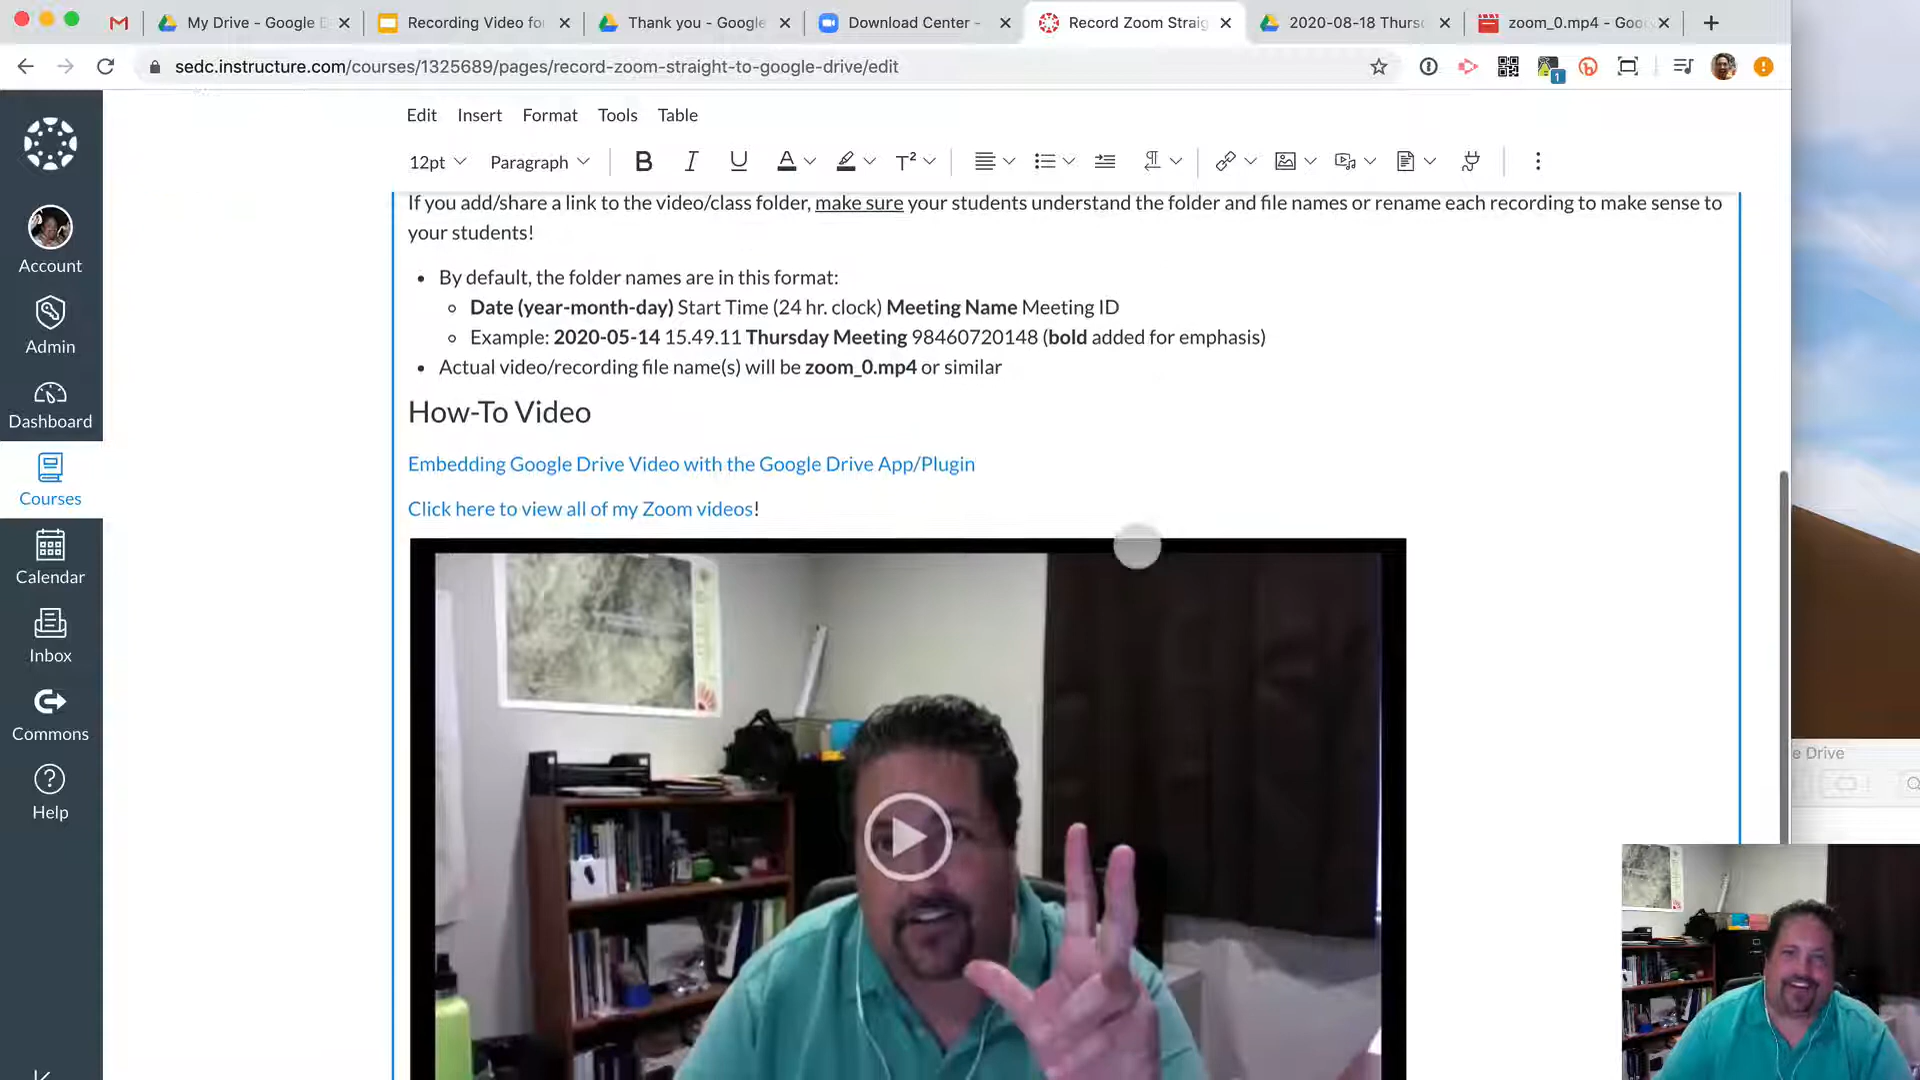 My Drive - Google D
Recording Video fo
Thank you - Google
Download Center -
Record Zoom Straig
2020-08-18 Thurs
zoom_0.mp4 - Goo
sedc.instructure.com/courses/1325689/pages/record-zoom-straight-to-google-drive/edit
1
Edit Insert Format Tools Table
12pt Paragraph B I U A T²
If you add/share a link to the video/class folder, make sure your students understand the folder and file names or rename each recording to make sense to
your students!
By default, the folder names are in this format:
Date (year-month-day) Start Time (24 hr. clock) Meeting Name Meeting ID
Example: 2020-05-14 15.49.11 Thursday Meeting 98460720148 (bold added for emphasis)
Actual video/recording file name(s) will be zoom_0.mp4 or similar
How-To Video
Embedding Google Drive Video with the Google Drive App/Plugin
Click here to view all of my Zoom videos!
Account
Admin
Dashboard
Courses
Calendar
Inbox
Commons
Help
e Drive